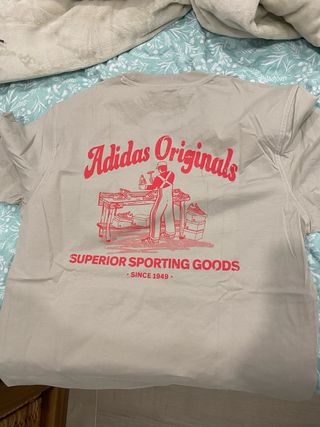 Adidas Originals
SUPERIOR SPORTING GOODS
· SINCE 1949 ·